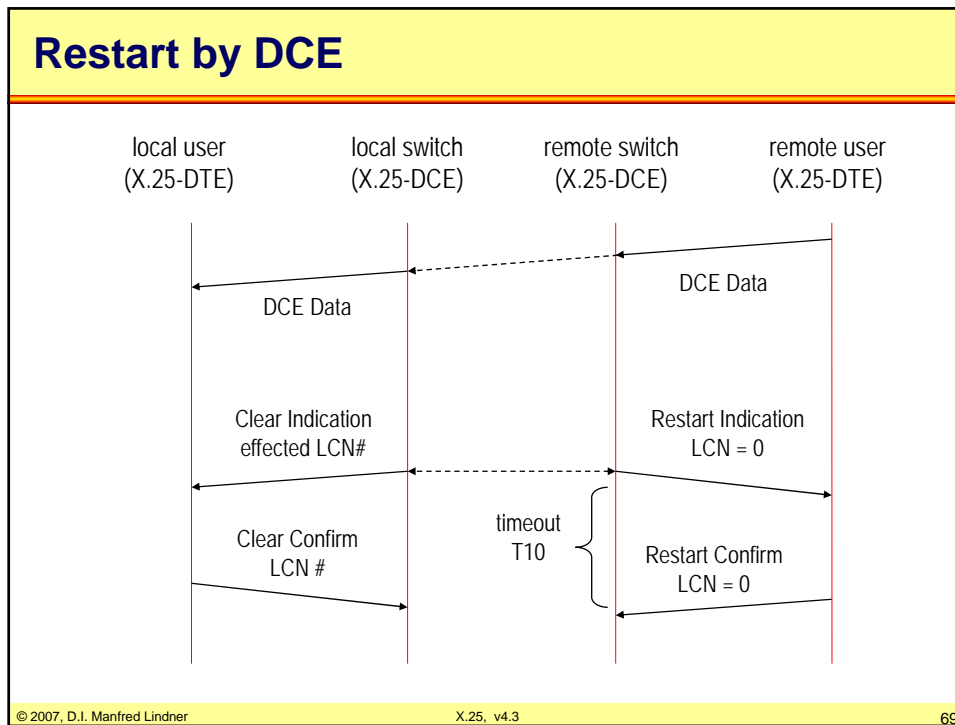 Restart by DCE
local user
(X.25-DTE)
local switch
(X.25-DCE)
remote switch
(X.25-DCE)
remote user
(X.25-DTE)
DCE Data
DCE Data
Clear Indication
effected LCN#
Restart Indication
LCN = 0
timeout
T10
Clear Confirm
LCN #
Restart Confirm
LCN = 0
© 2007, D.I. Manfred Lindner
X.25, v4.3
69